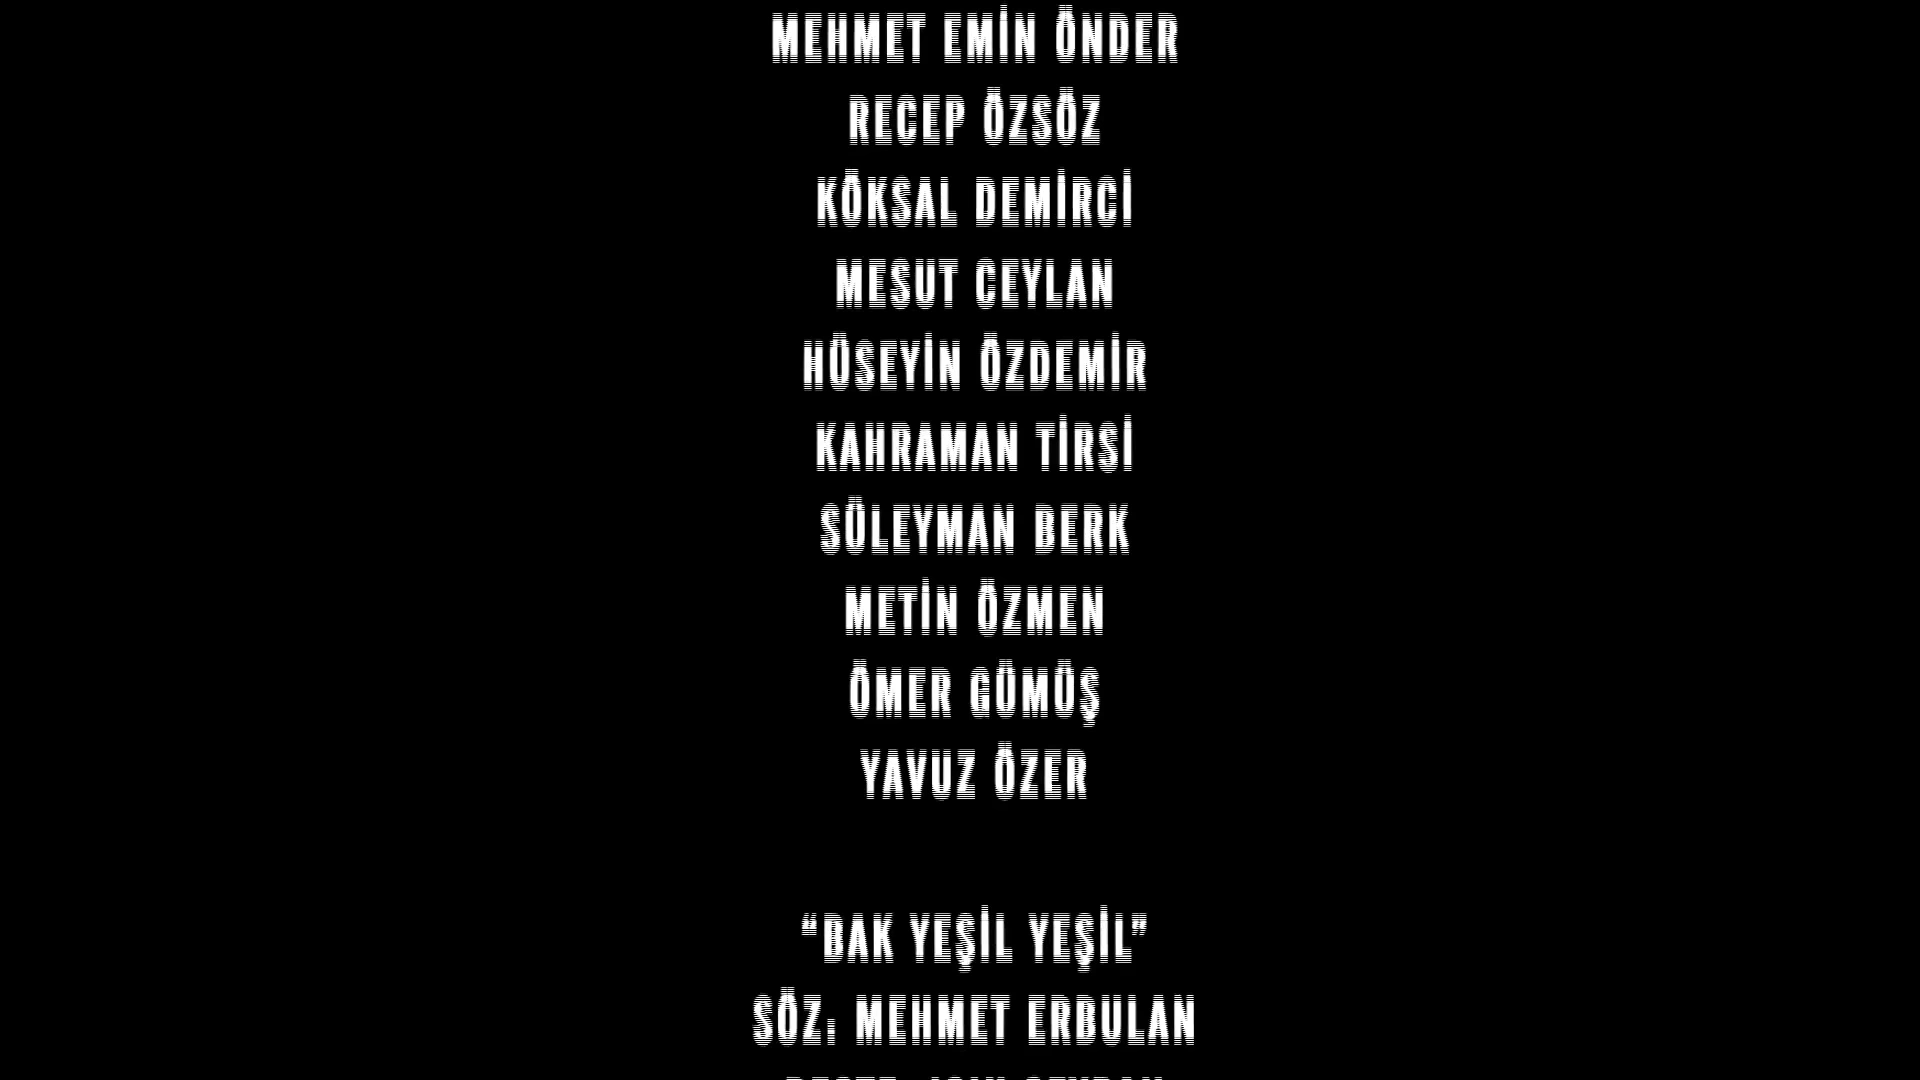 MEHMET EMİN ÖNDER
RECEP ÖZSÖZ
KÖKSAL DEMİRCİ
MESUT CEYLAN
HÜSEYİN ÖZDEMİR
KAHRAMAN TİRSİ
SÜLEYMAN BERK
METİN ÖZMEN
ÖMER GÜMÜŞ
YAVUZ ÖZER
“BAK YEŞİL YEŞİL”
SÖZ: MEHMET ERBULAN